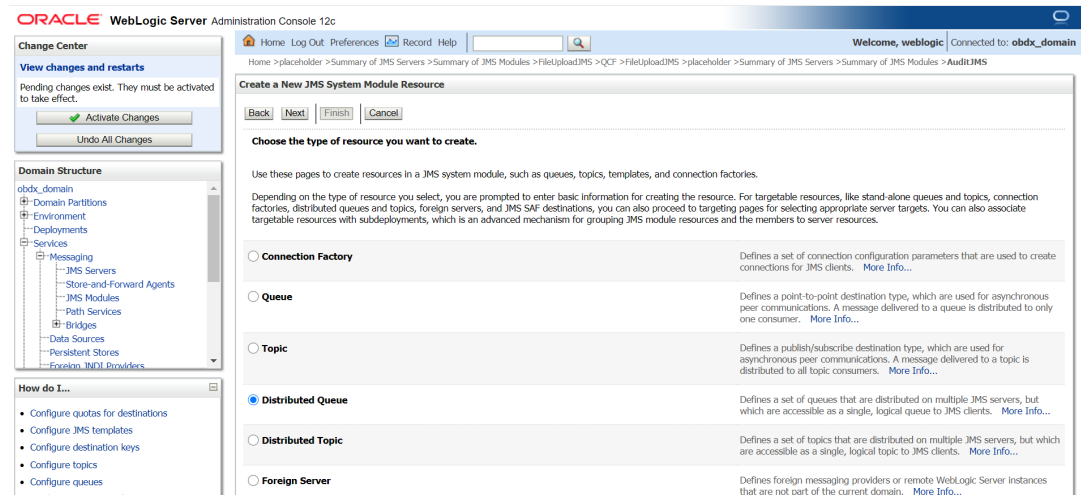 ORACLE WebLogic Server Administration Console 12c
Change Center
View changes and restarts
Pending changes exist. They must be activated
to take effect.
Activate Changes
Undo All Changes
Domain Structure
obdx_domain
Domain Partitions
Environment
Deployments
Services
Messaging
JMS Servers
Store-and-Forward Agents
JMS Modules
Path Services
Bridges
Data Sources
Persistent Stores
Foreign JNDI Providers
How do I...
Configure quotas for destinations
Configure JMS templates
Configure destination keys
Configure topics
Configure queues
Home Log Out Preferences Record Help
Welcome, weblogic Connected to: obdx_domain
Home >placeholder >Summary of JMS Servers >Summary of JMS Modules >FileUploadJMS >QCF >FileUploadJMS >placeholder >Summary of JMS Servers >Summary of JMS Modules >AuditJMS
Create a New JMS System Module Resource
Back Next Finish Cancel
Choose the type of resource you want to create.
Use these pages to create resources in a JMS system module, such as queues, topics, templates, and connection factories.
Depending on the type of resource you select, you are prompted to enter basic information for creating the resource. For targetable resources, like stand-alone queues and topics, connection
factories, distributed queues and topics, foreign servers, and JMS SAF destinations, you can also proceed to targeting pages for selecting appropriate server targets. You can also associate
targetable resources with subdeployments, which is an advanced mechanism for grouping JMS module resources and the members to server resources.
Connection Factory
Defines a set of connection configuration parameters that are used to create
connections for JMS clients. More Info...
Queue
Defines a point-to-point destination type, which are used for asynchronous
peer communications. A message delivered to a queue is distributed to only
one consumer. More Info...
Topic
Defines a publish/subscribe destination type, which are used for
asynchronous peer communications. A message delivered to a topic is
distributed to all topic consumers. More Info...
Distributed Queue
Defines a set of queues that are distributed on multiple JMS servers, but
which are accessible as a single, logical queue to JMS clients. More Info...
Distributed Topic
Defines a set of topics that are distributed on multiple JMS servers, but which
are accessible as a single, logical topic to JMS clients. More Info...
Foreign Server
Defines foreign messaging providers or remote WebLogic Server instances
that are not part of the current domain. More Info...